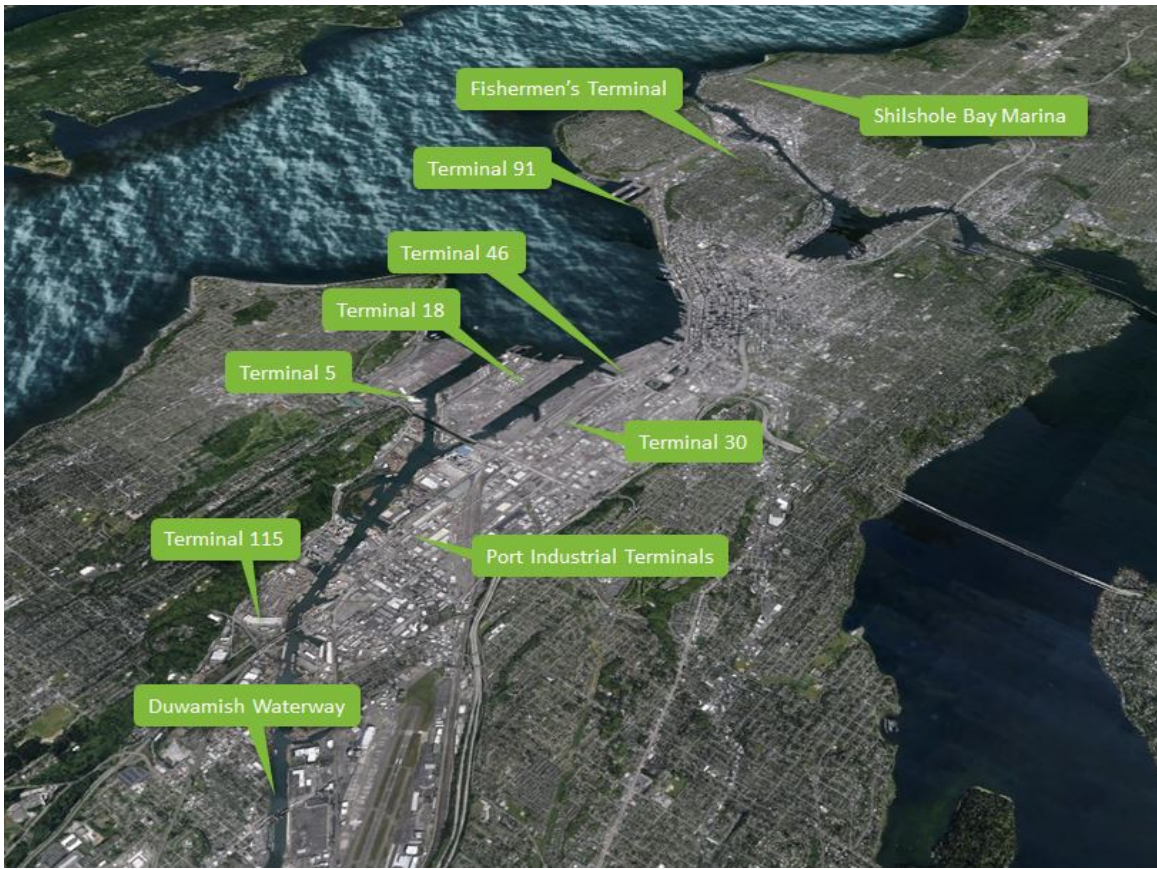 Fishermen's Terminal
Shilshole Bay Marina
Terminal 91
Terminal 46
Terminal 18
Terminal 5
Terminal 30
Terminal 115
Port Industrial Terminals
Duwamish Waterway